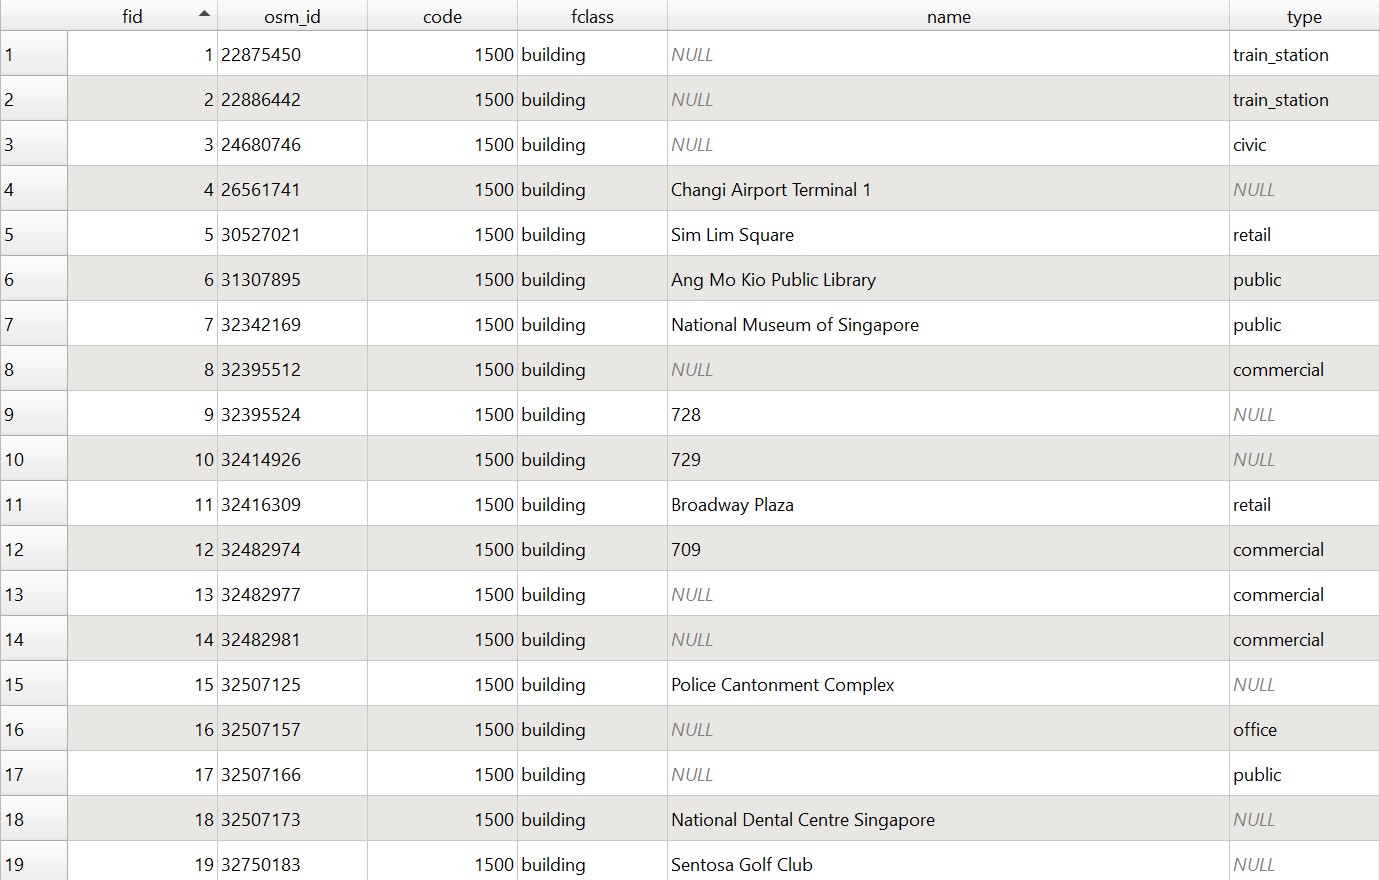 fid osm_id code fclass name type
1 1 22875450 1500 building NULL train_station
2 2 22886442 1500 building NULL train_station
3 3 24680746 1500 building NULL civic
4 4 26561741 1500 building Changi Airport Terminal 1 NULL
5 5 30527021 1500 building Sim Lim Square retail
6 6 31307895 1500 building Ang Mo Kio Public Library public
7 7 32342169 1500 building National Museum of Singapore public
8 8 32395512 1500 building NULL commercial
9 9 32395524 1500 building 728 NULL
10 10 32414926 1500 building 729 NULL
11 11 32416309 1500 building Broadway Plaza retail
12 12 32482974 1500 building 709 commercial
13 13 32482977 1500 building NULL commercial
14 14 32482981 1500 building NULL commercial
15 15 32507125 1500 building Police Cantonment Complex NULL
16 16 32507157 1500 building NULL office
17 17 32507166 1500 building NULL public
18 18 32507173 1500 building National Dental Centre Singapore NULL
19 19 32750183 1500 building Sentosa Golf Club NULL